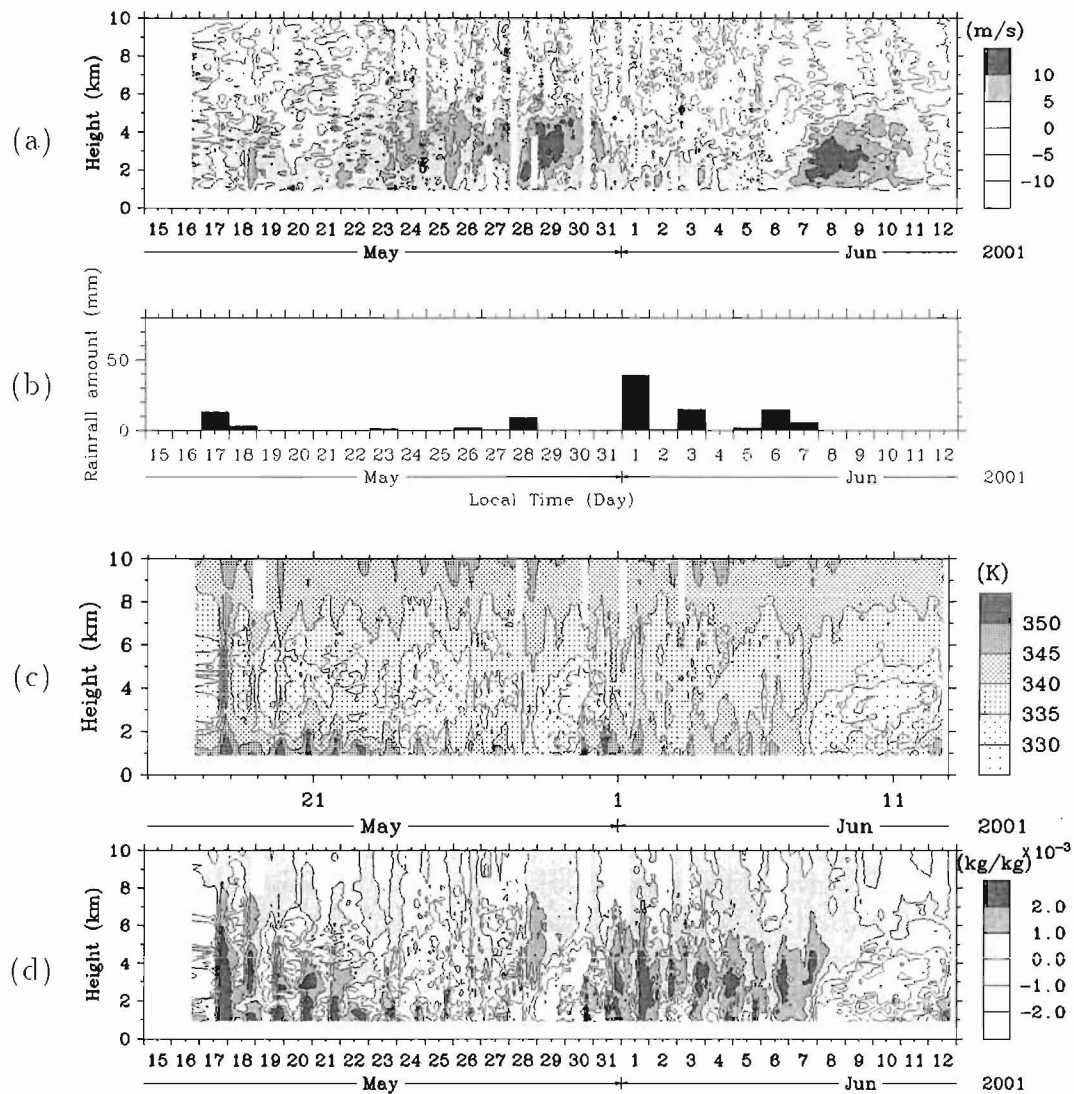 (a)
Height (km)
10
8
6
4
2
0
(m/s)
10
5
0
-5
-10
15 16 17 18 19 20 21 22 23 24 25 26 27 28 29 30 31 1 2 3 4 5 6 7 8 9 10 11 12
May Jun 2001
(b)
Rainrall amount (mm)
50
0
15 16 17 18 19 20 21 22 23 24 25 26 27 28 29 30 31 1 2 3 4 5 6 7 8 9 10 11 12
May Jun 2001
Local Time (Day)
(c)
Height (km)
10
8
6
4
2
0
(K)
350
345
340
335
330
21 1 11
May Jun 2001
(d)
Height (km)
10
8
6
4
2
0
(kg/kg) ×10⁻³
2.0
1.0
0.0
-1.0
-2.0
15 16 17 18 19 20 21 22 23 24 25 26 27 28 29 30 31 1 2 3 4 5 6 7 8 9 10 11 12
May Jun 2001